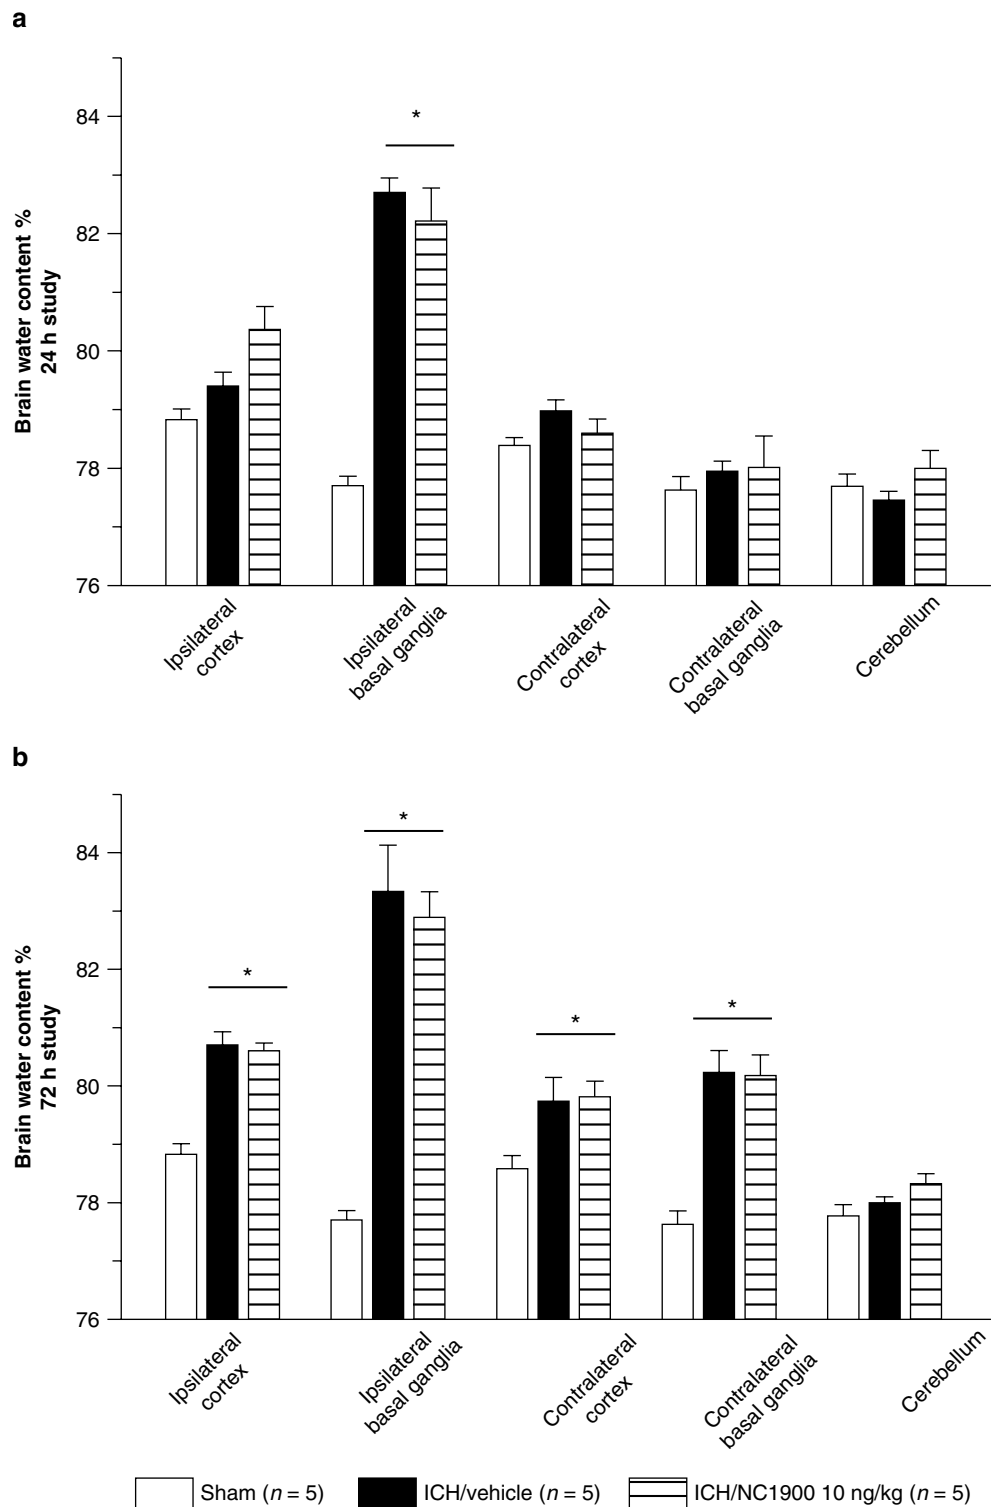 a
Brain water content %
24 h study
84
82
80
78
76
*
Ipsilateral
cortex
Ipsilateral
basal ganglia
Contralateral
cortex
Contralateral
basal ganglia
Cerebellum
b
Brain water content %
72 h study
84
82
80
78
76
*
*
*
*
Ipsilateral
cortex
Ipsilateral
basal ganglia
Contralateral
cortex
Contralateral
basal ganglia
Cerebellum
Sham (n = 5)
ICH/vehicle (n = 5)
ICH/NC1900 10 ng/kg (n = 5)